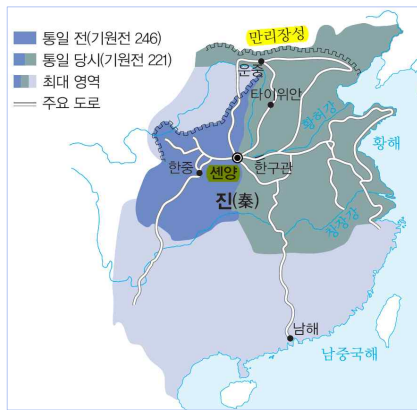 통일 전(기원전 246)
통일 당시(기원전 221)
최대 영역
주요 도로
만리장성
운중
타이위안
황허강
황해
한중
한구관
셴양
진(秦)
창장강
남해
남중국해